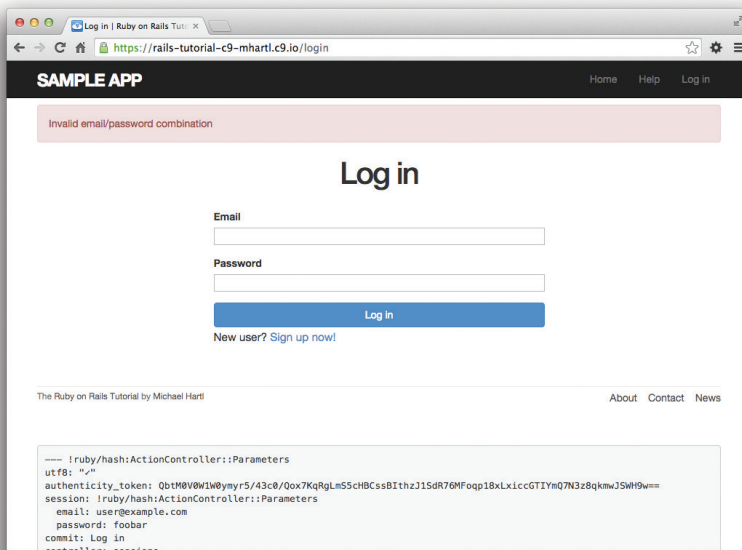 Log in | Ruby on Rails Tut
https://rails-tutorial-c9-mhartl.c9.io/login
SAMPLE APP
Home Help Log in
Invalid email/password combination
Log in
Email
Password
Log in
New user? Sign up now!
The Ruby on Rails Tutorial by Michael Hartl
About Contact News
--- !ruby/hash:ActionController::Parameters
utf8: "✓"
authenticity_token: QbtM0V0W1W0ymyr5/43c0/Qox7KqRgLmS5cHBCssBIthzJ1SdR76MFoqp18xLxiccGTIYmQ7N3z8qkmwJSWH9w==
session: !ruby/hash:ActionController::Parameters
email: user@example.com
password: foobar
commit: Log in
controller: sessions